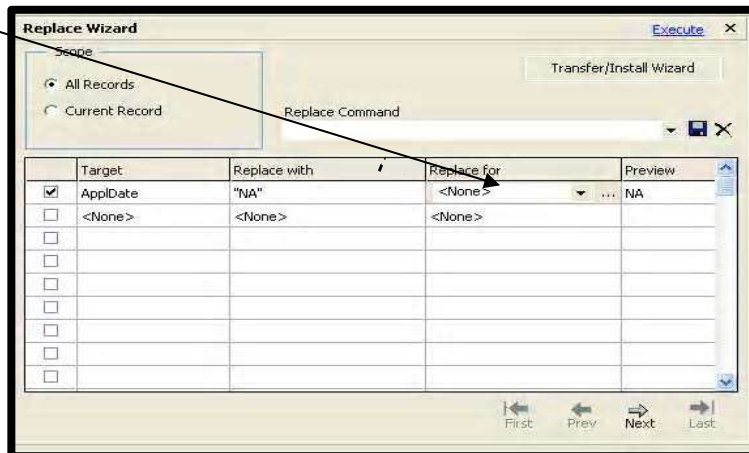 Replace Wizard Execute
Scope
All Records
Current Record
Transfer/Install Wizard
Replace Command
Target Replace with Replace for Preview
ApplDate "NA" <None> ... NA
<None> <None> <None>
First Prev Next Last